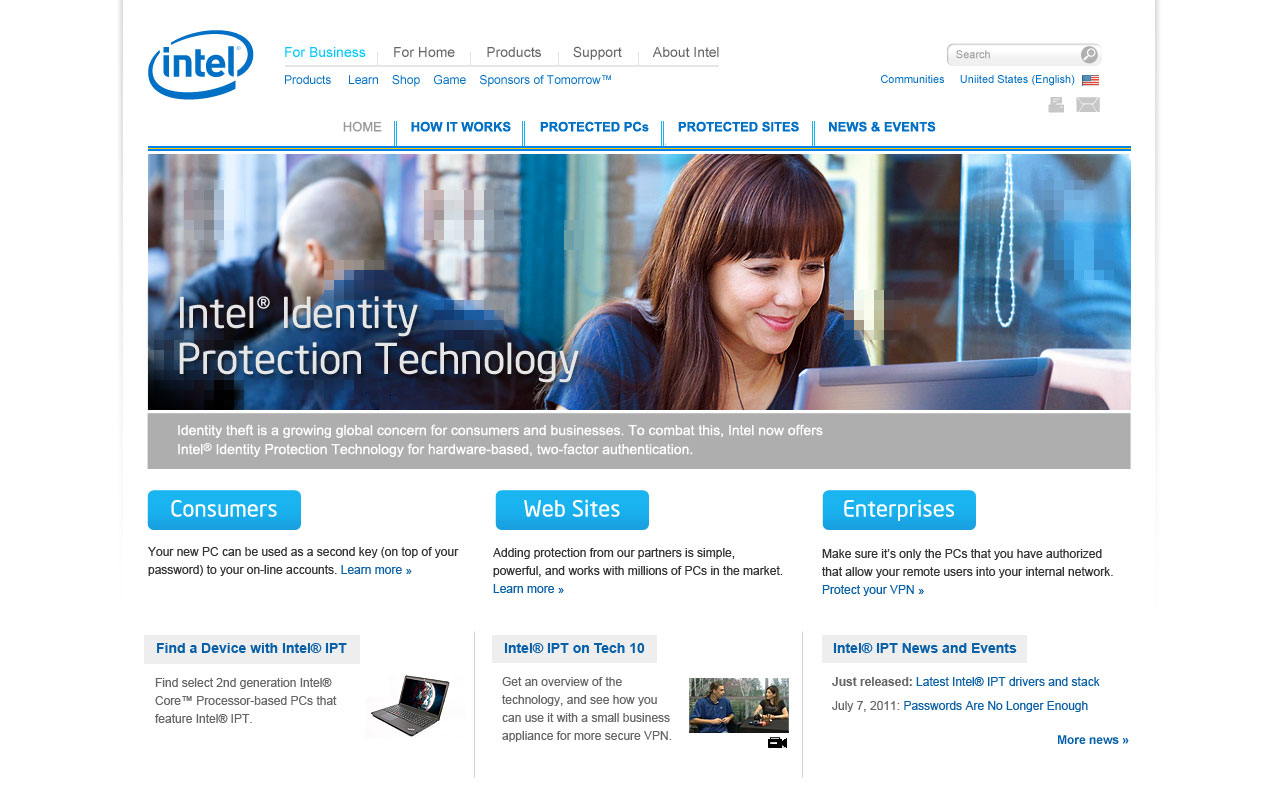 intel®
For Business For Home Products Support About Intel
Search
Products Learn Shop Game Sponsors of Tomorrow™
Communities Uniited States (English)
HOME HOW IT WORKS PROTECTED PCs PROTECTED SITES NEWS & EVENTS
Intel® Identity
Protection Technology
Identity theft is a growing global concern for consumers and businesses. To combat this, Intel now offers
Intel® Identity Protection Technology for hardware-based, two-factor authentication.
Consumers
Your new PC can be used as a second key (on top of your
password) to your on-line accounts. Learn more »
Web Sites
Adding protection from our partners is simple,
powerful, and works with millions of PCs in the market.
Learn more »
Enterprises
Make sure it's only the PCs that you have authorized
that allow your remote users into your internal network.
Protect your VPN »
Find a Device with Intel® IPT
Find select 2nd generation Intel®
Core™ Processor-based PCs that
feature Intel® IPT.
Intel® IPT on Tech 10
Get an overview of the
technology, and see how you
can use it with a small business
appliance for more secure VPN.
Intel® IPT News and Events
Just released: Latest Intel® IPT drivers and stack
July 7, 2011: Passwords Are No Longer Enough
More news »